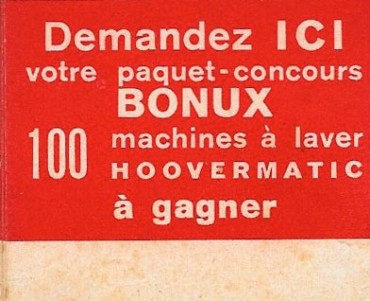 Demandez ICI
votre paquet-concours
BONUX
100 machines à laver
HOOVERMATIC
à gagner